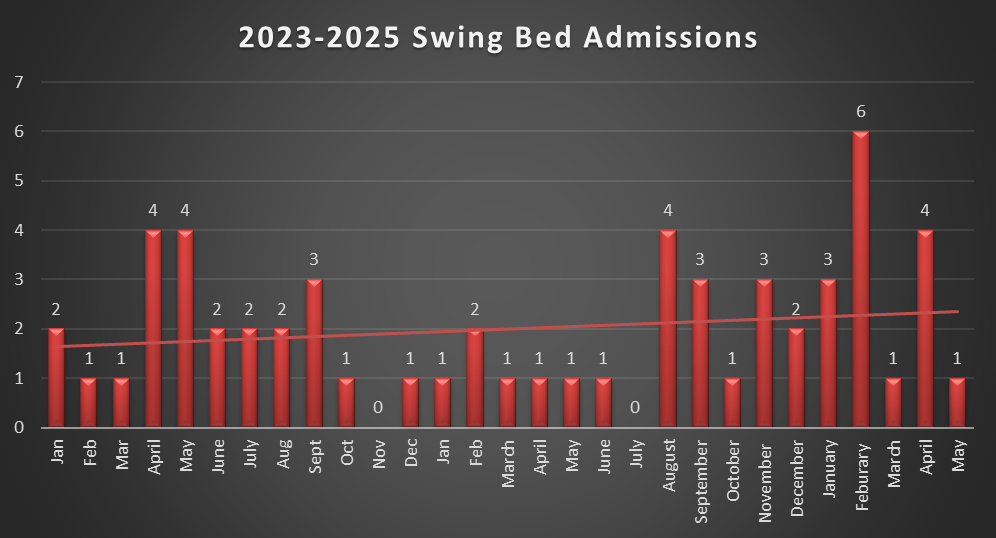 2023-2025 Swing Bed Admissions
7
6
5
4
3
2
1
0
2
1
1
4
4
2
2
2
3
1
0
1
1
2
1
1
1
1
0
4
3
1
3
2
3
6
1
4
1
Jan
Feb
Mar
April
May
June
July
Aug
Sept
Oct
Nov
Dec
Jan
Feb
March
April
May
June
July
August
September
October
November
December
January
Feburary
March
April
May